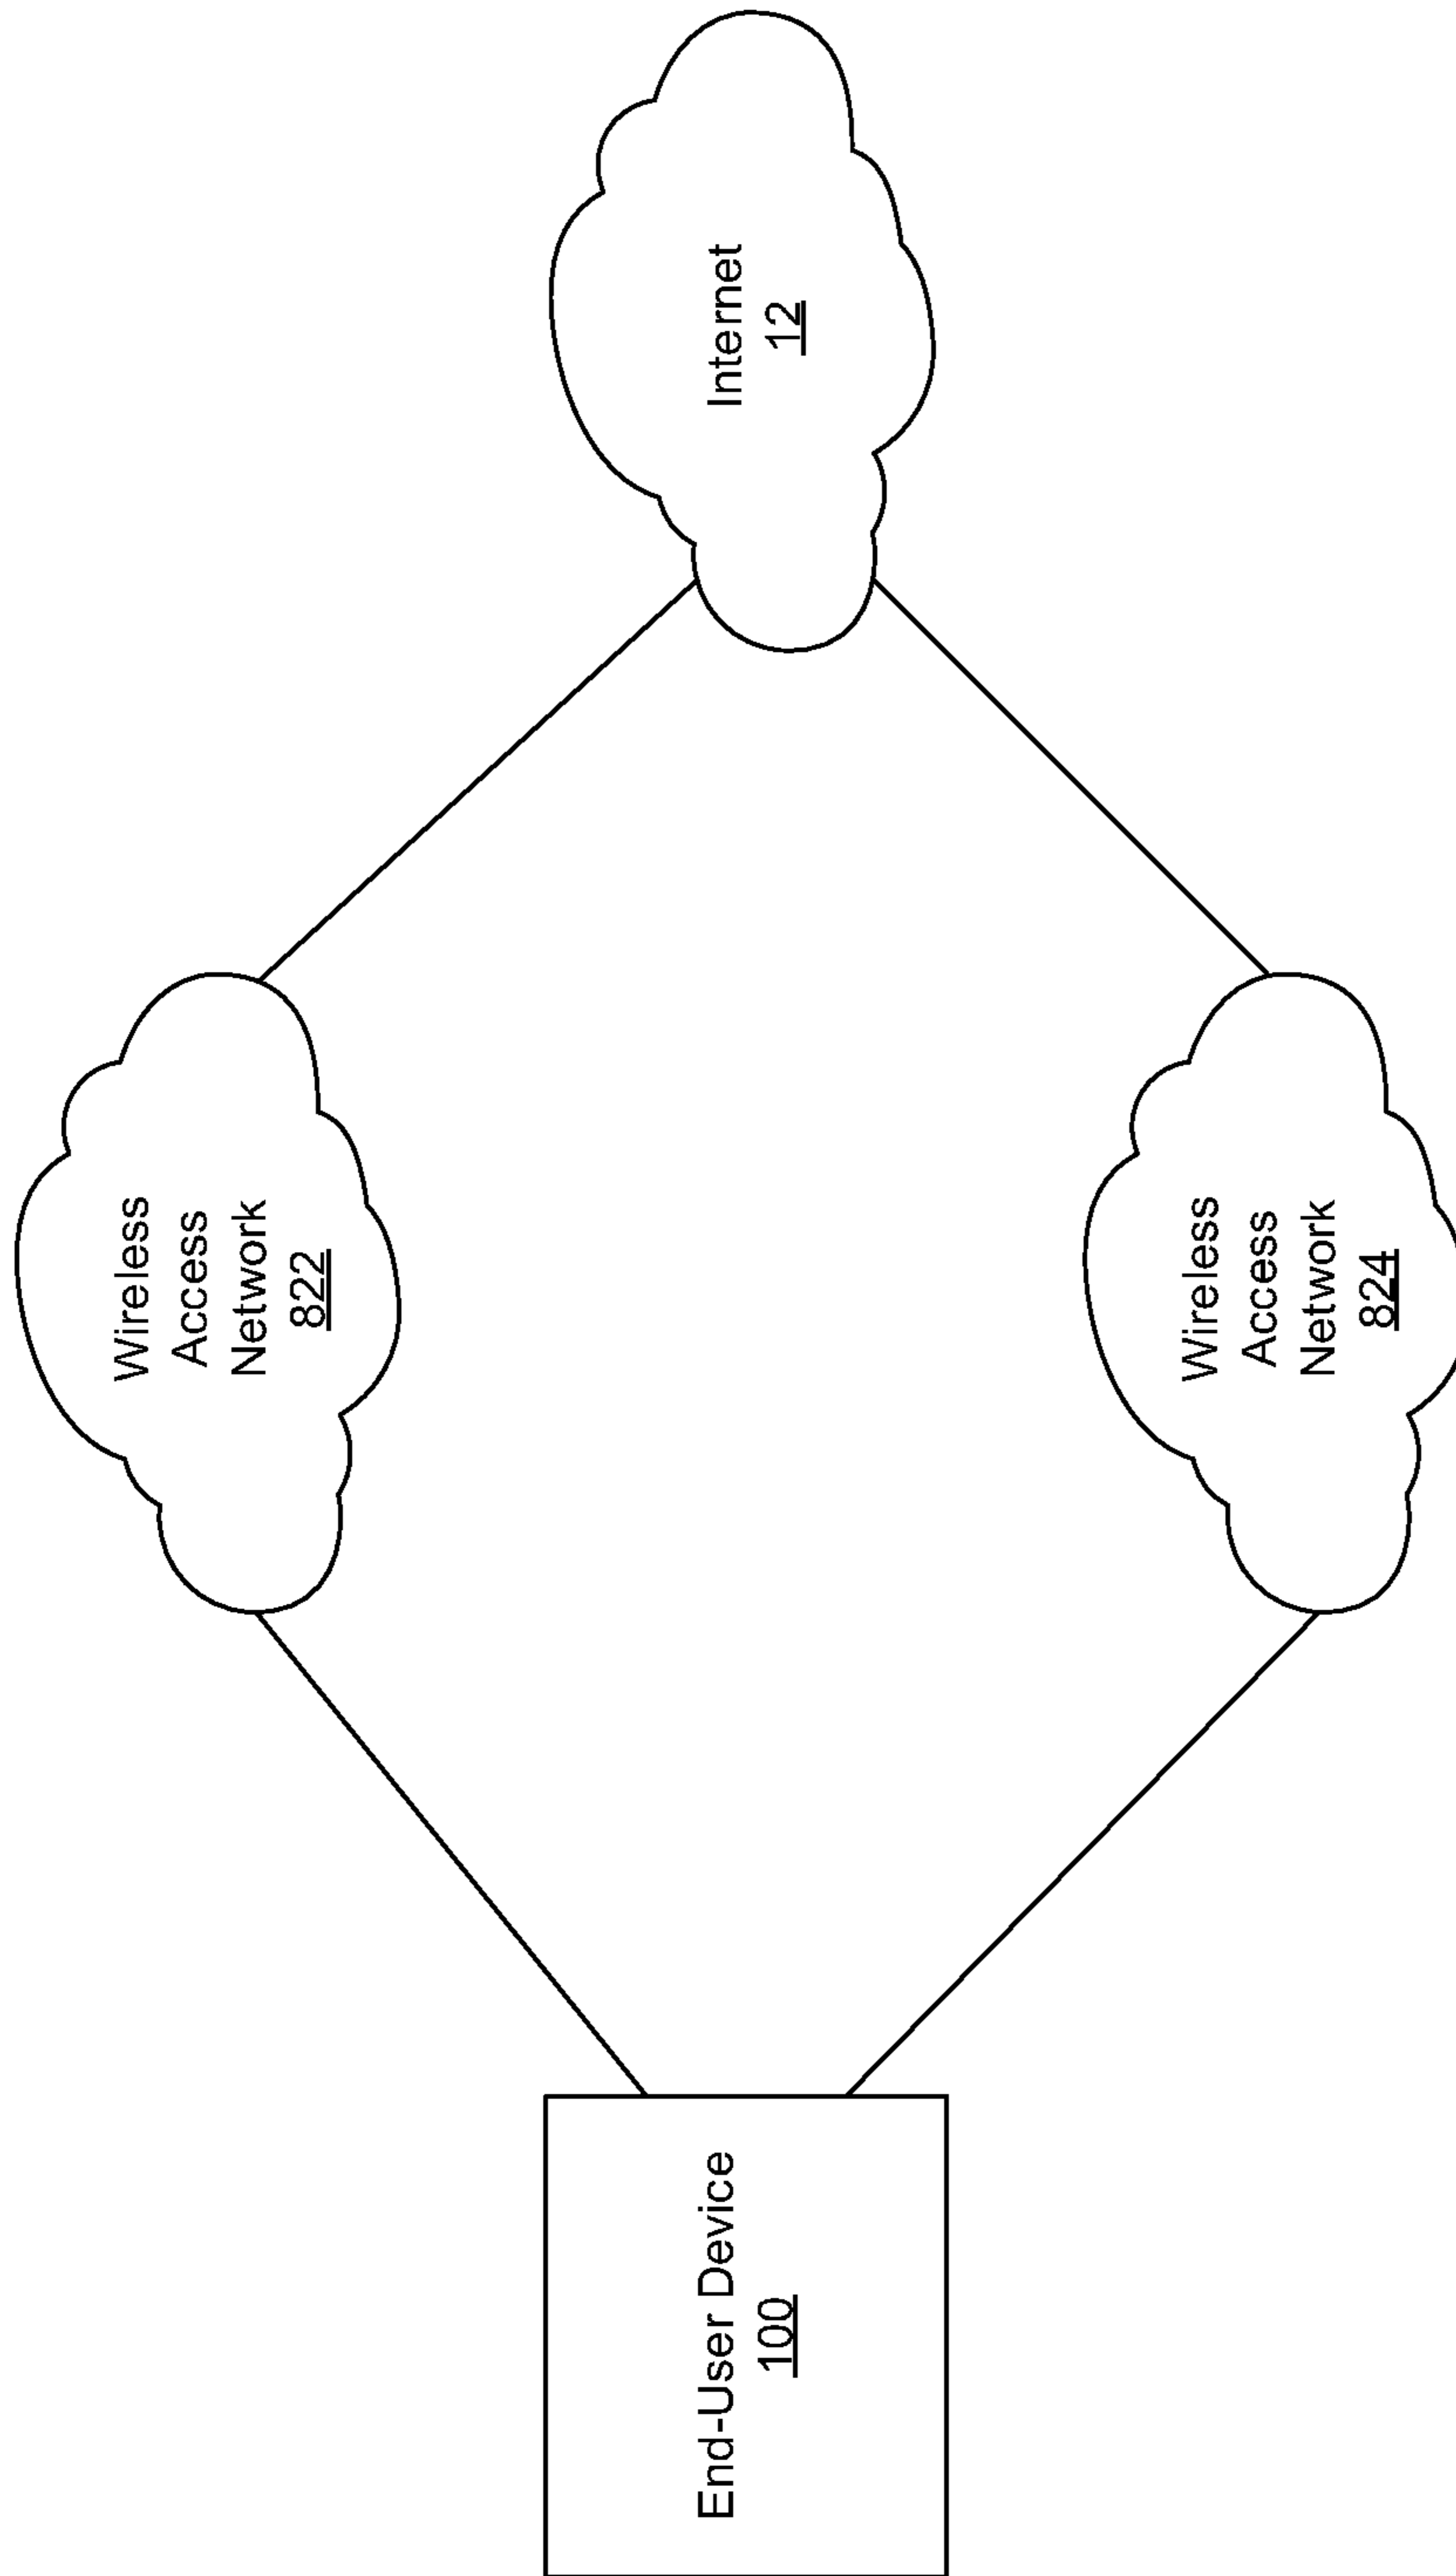 End-User Device
100
Wireless
Access
Network
822
Wireless
Access
Network
824
Internet
12